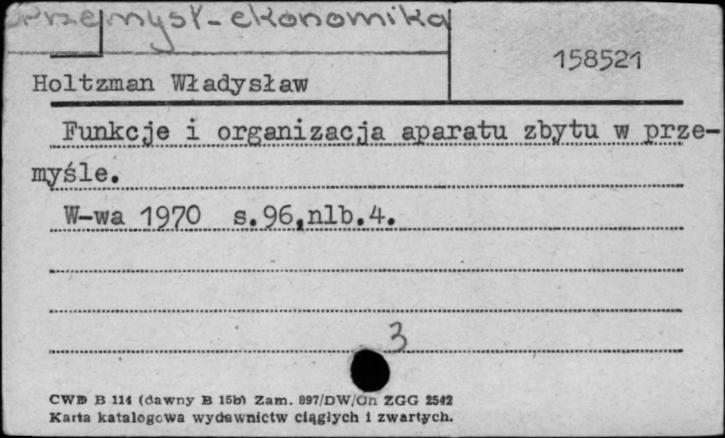 Przemysł-ekonomika
158521
Holtzman Władysław
Funkcje i organizacja aparatu zbytu w prze-
myśle.
W-wa 1970 s.96,nlb.4.
3
CWD B 114 (dawny B 15b) Zam. 897/DW/On ZGG 2542
Karta katalogowa wydawnictw ciągłych i zwartych.